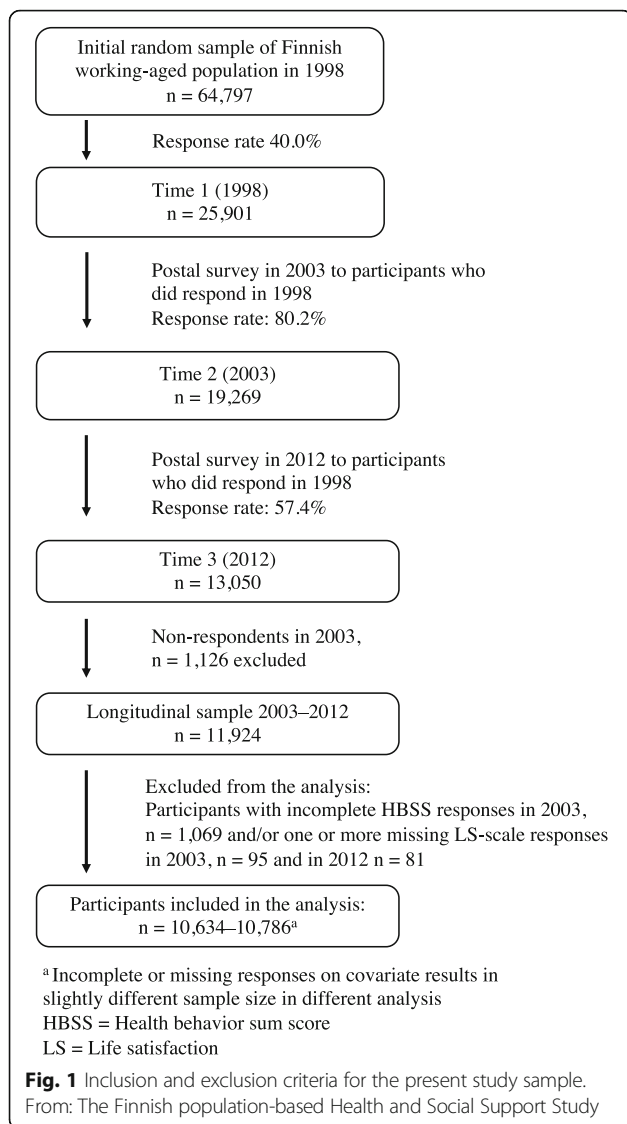 Initial random sample of Finnish
working-aged population in 1998
n = 64,797
Response rate 40.0%
Time 1 (1998)
n = 25,901
Postal survey in 2003 to participants who
did respond in 1998
Response rate: 80.2%
Time 2 (2003)
n = 19,269
Postal survey in 2012 to participants
who did respond in 1998
Response rate: 57.4%
Time 3 (2012)
n = 13,050
Non-respondents in 2003,
n = 1,126 excluded
Longitudinal sample 2003–2012
n = 11,924
Excluded from the analysis:
Participants with incomplete HBSS responses in 2003,
n = 1,069 and/or one or more missing LS-scale responses
in 2003, n = 95 and in 2012 n = 81
Participants included in the analysis:
n = 10,634–10,786ᵃ
ᵃ Incomplete or missing responses on covariate results in
slightly different sample size in different analysis
HBSS = Health behavior sum score
LS = Life satisfaction
Fig. 1 Inclusion and exclusion criteria for the present study sample.
From: The Finnish population-based Health and Social Support Study